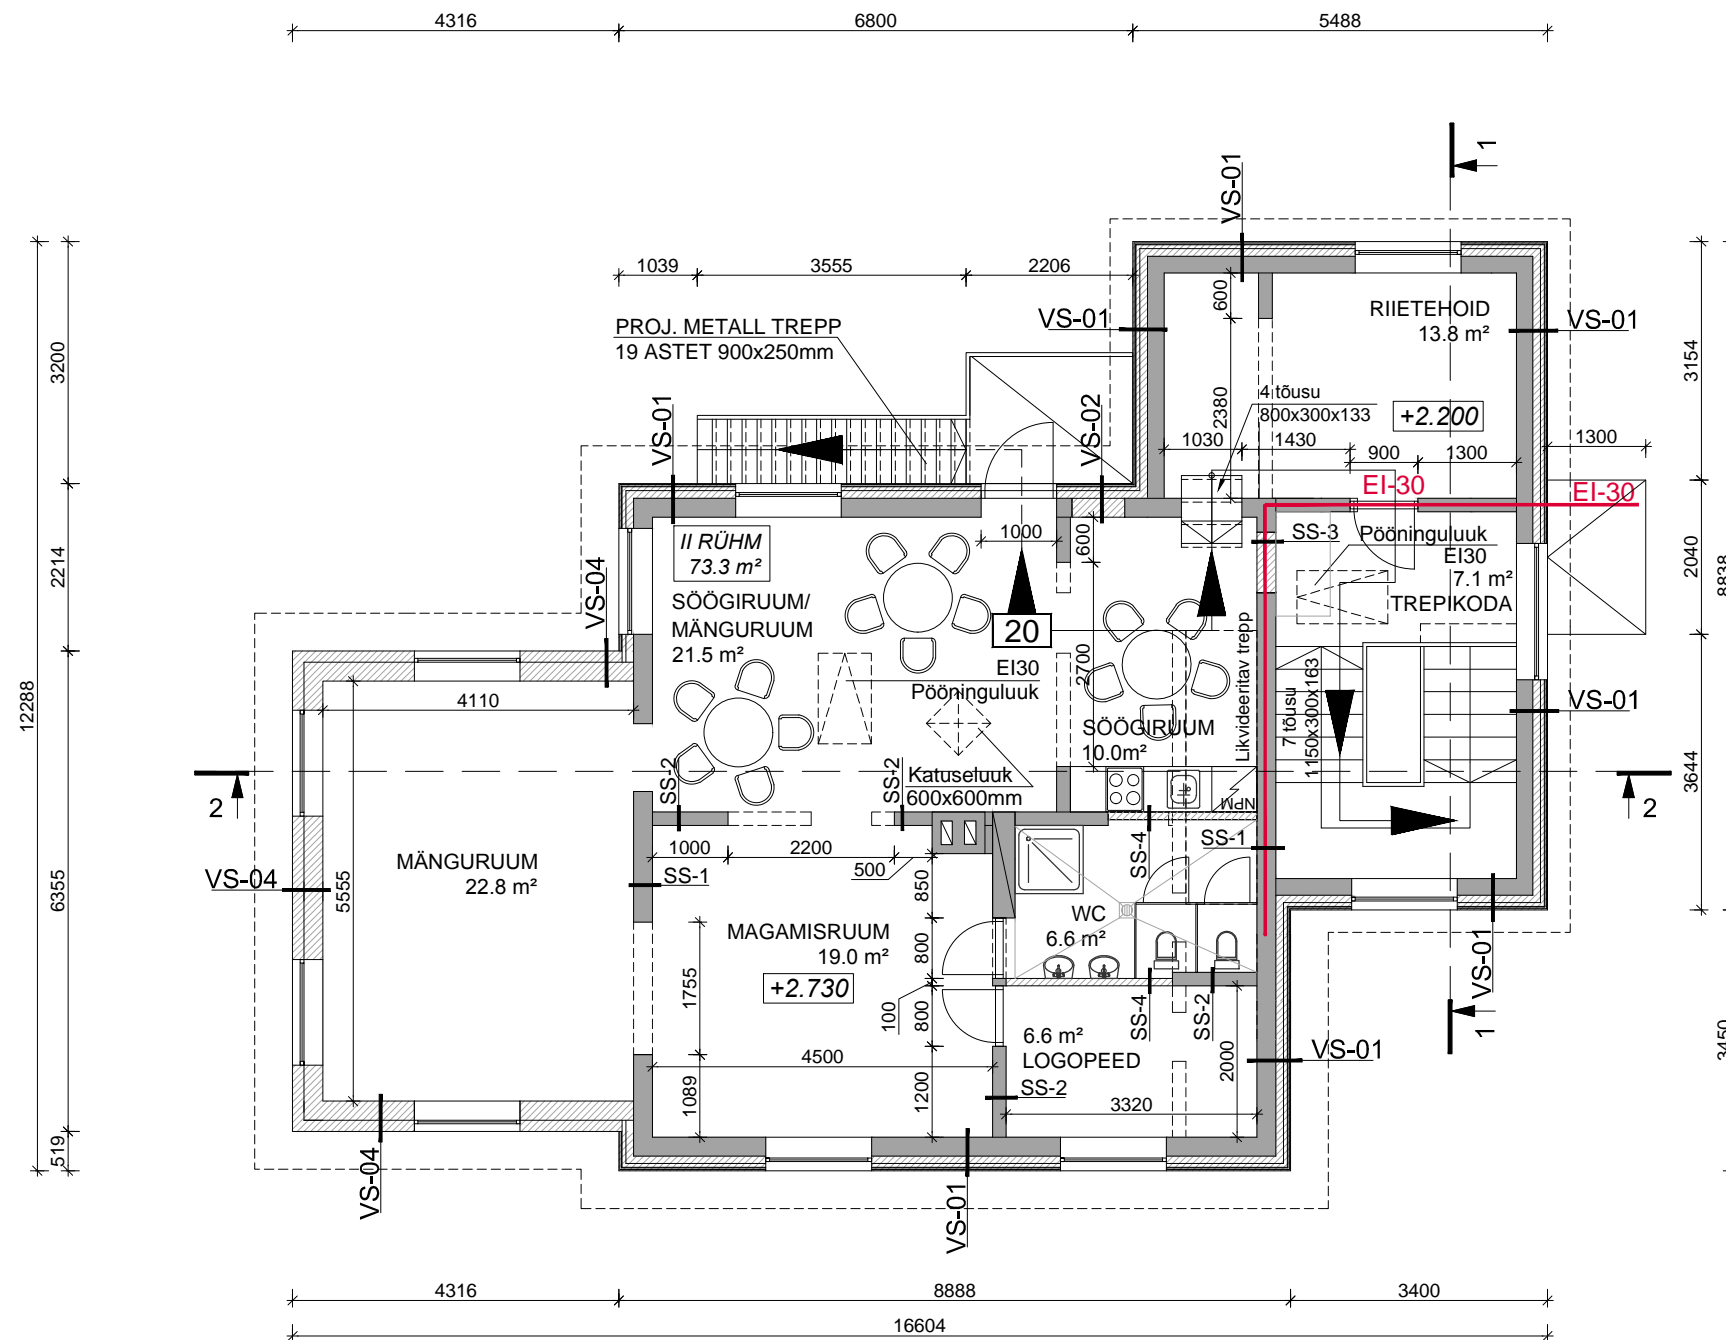 4316
6800
5488
1
VS-01
1039
3555
2206
600
RIIETEHOID
13.8 m²
VS-01
VS-01
PROJ. METALL TREPP
19 ASTET 900x250mm
3200
3154
4 tõusu
800x300x133
2380
+2.200
VS-01
VS-02
1030
1430
900
1300
1300
EI-30
EI-30
II RÜHM
73.3 m²
1000
600
SS-3
Pööninguluuk
EI30
7.1 m²
TREPIKODA
2214
2040
8838
VS-04
SÖÖGIRUUM/
MÄNGURUUM
21.5 m²
20
EI30
Pööninguluuk
2700
Likvideeritav trepp
7 tõusu
1150x300x163
VS-01
12288
4110
SÖÖGIRUUM
10.0m²
2
2
SS-2
SS-2
Katuseluuk
600x600mm
NPM
3644
MÄNGURUUM
22.8 m²
VS-04
5555
6355
1000
2200
500
SS-1
850
SS-4
SS-1
MAGAMISRUUM
19.0 m²
+2.730
WC
6.6 m²
800
1755
100
800
SS-4
SS-2
VS-01
1
6.6 m²
LOGOPEED
VS-01
2000
3450
4500
1089
1200
SS-2
3320
519
VS-04
VS-01
4316
8888
3400
16604